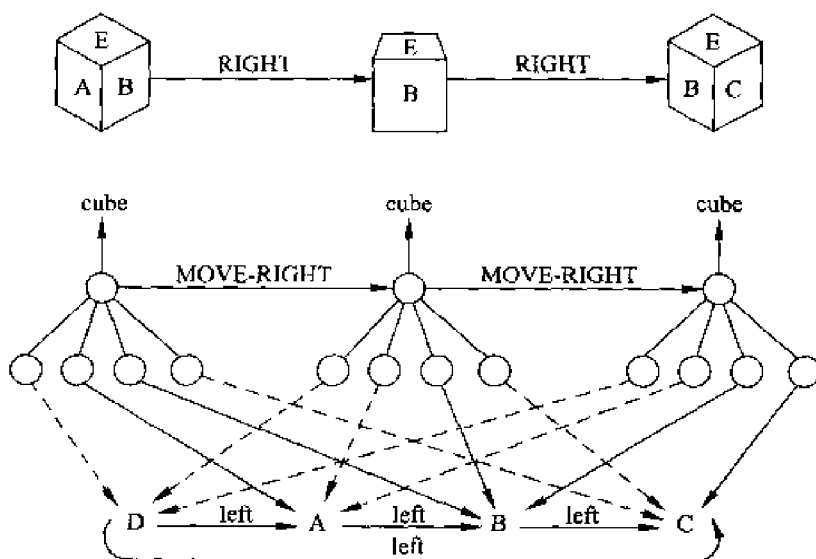 E E E
RIGHT RIGHT
A B B B C
cube cube cube
MOVE-RIGHT MOVE-RIGHT
D left A left B left C
left